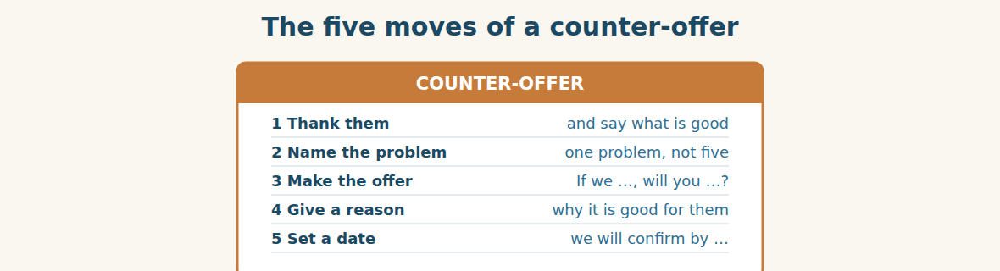 The five moves of a counter-offer
COUNTER-OFFER
1 Thank them and say what is good
2 Name the problem one problem, not five
3 Make the offer If we …, will you …?
4 Give a reason why it is good for them
5 Set a date we will confirm by …